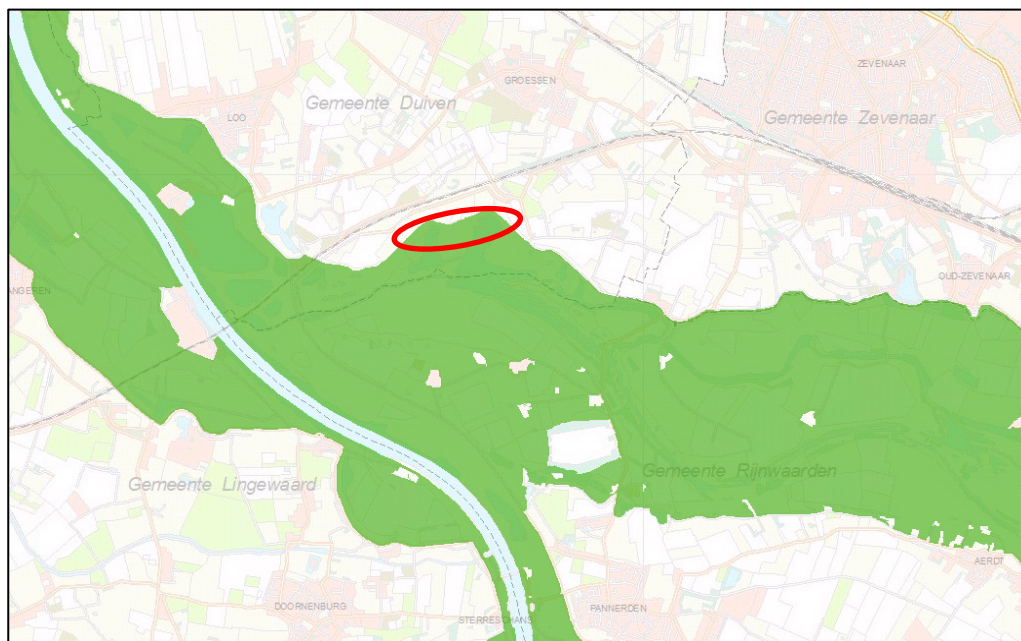 ZEVENAAR
GROESSEN
Gemeente Duiven
Gemeente Zevenaar
LOO
OUD-ZEVENAAR
ANGEREN
Gemeente Rijnwaarden
Gemeente Lingewaard
AERDT
DOORNENBURG
PANNERDEN
STERRESCHANS